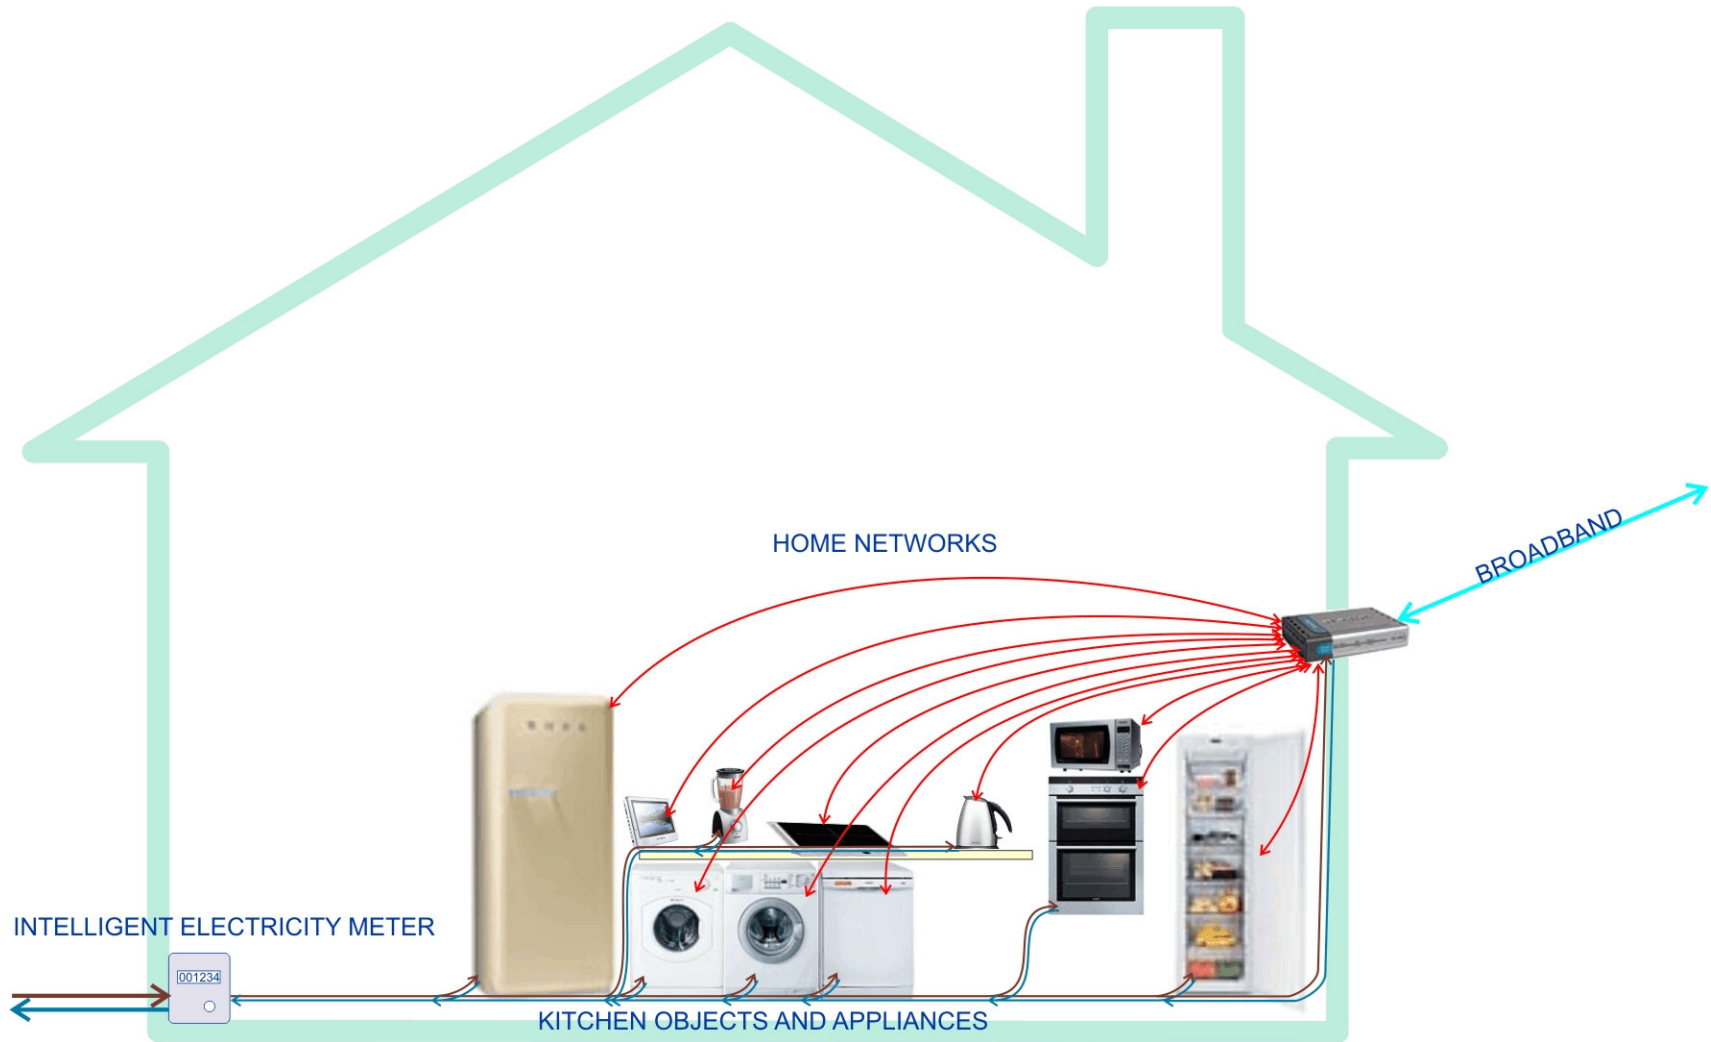 HOME NETWORKS
BROADBAND
INTELLIGENT ELECTRICITY METER
001234
KITCHEN OBJECTS AND APPLIANCES